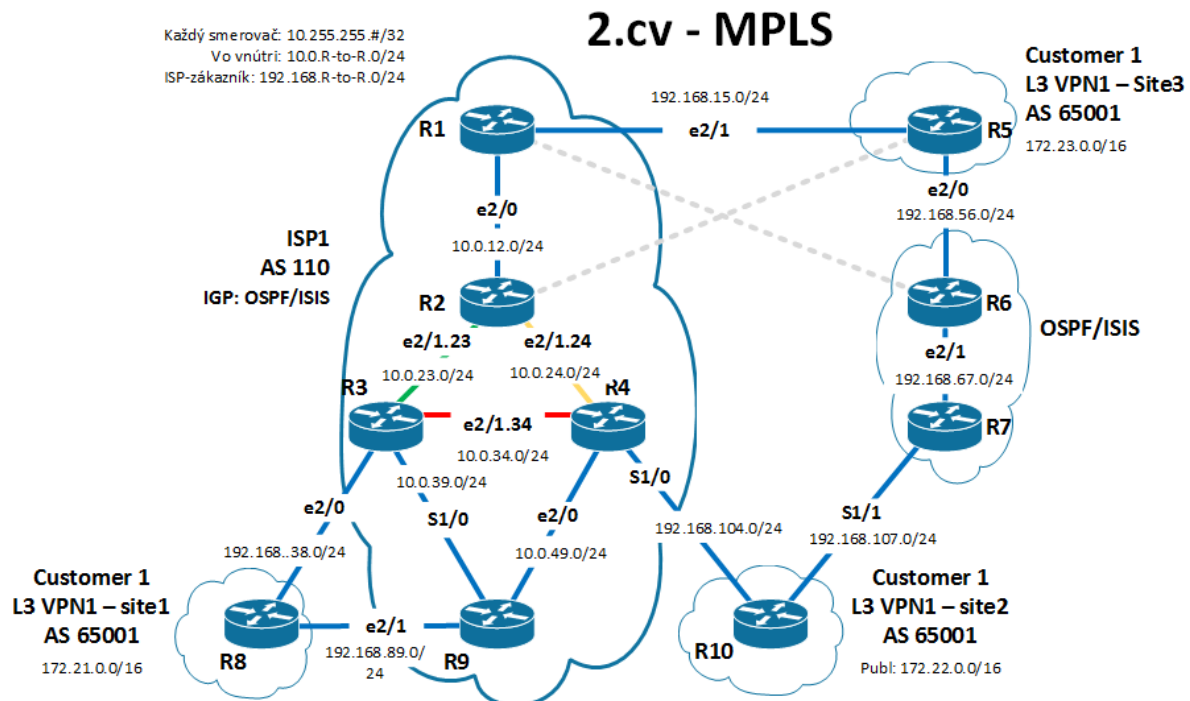 2.cv - MPLS
Každý smerovač: 10.255.255.#/32
Vo vnútri: 10.0.R-to-R.0/24
ISP-zákazník: 192.168.R-to-R.0/24
Customer 1
L3 VPN1 – Site3
AS 65001
172.23.0.0/16
192.168.15.0/24
R1
e2/1
R5
e2/0
192.168.56.0/24
e2/0
10.0.12.0/24
ISP1
AS 110
IGP: OSPF/ISIS
R2
R6
OSPF/ISIS
e2/1.23
e2/1.24
e2/1
10.0.23.0/24
10.0.24.0/24
192.168.67.0/24
R3
R4
R7
e2/1.34
10.0.34.0/24
10.0.39.0/24
S1/0
e2/0
S1/0
e2/0
S1/1
192.168.104.0/24
192.168.107.0/24
192.168..38.0/24
10.0.49.0/24
Customer 1
L3 VPN1 – site1
AS 65001
172.21.0.0/16
R8
e2/1
192.168.89.0/
24
R9
R10
Customer 1
L3 VPN1 – site2
AS 65001
Publ: 172.22.0.0/16